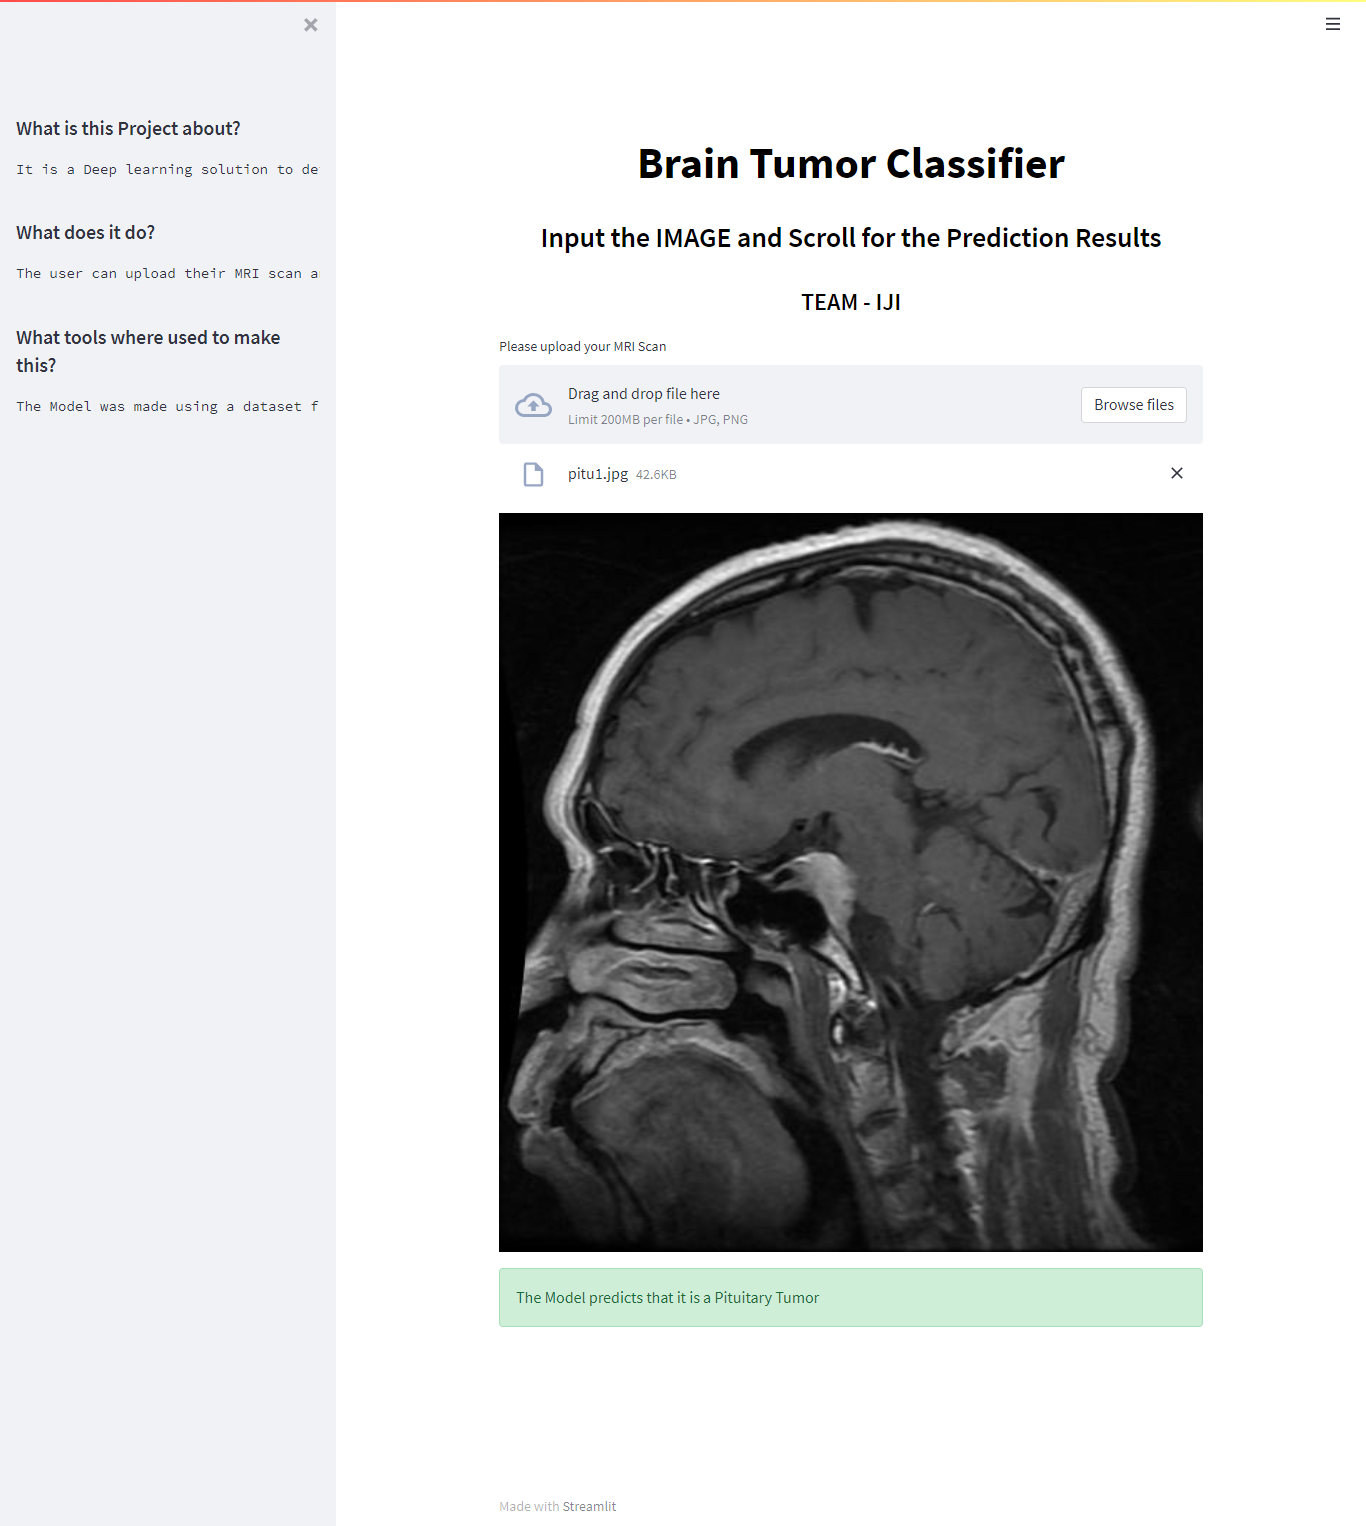 What is this Project about?
It is a Deep learning solution to de
What does it do?
The user can upload their MRI scan a
What tools where used to make
this?
The Model was made using a dataset f
Brain Tumor Classifier
Input the IMAGE and Scroll for the Prediction Results
TEAM - IJI
Please upload your MRI Scan
Drag and drop file here
Limit 200MB per file • JPG, PNG
Browse files
pitu1.jpg 42.6KB
The Model predicts that it is a Pituitary Tumor
Made with Streamlit